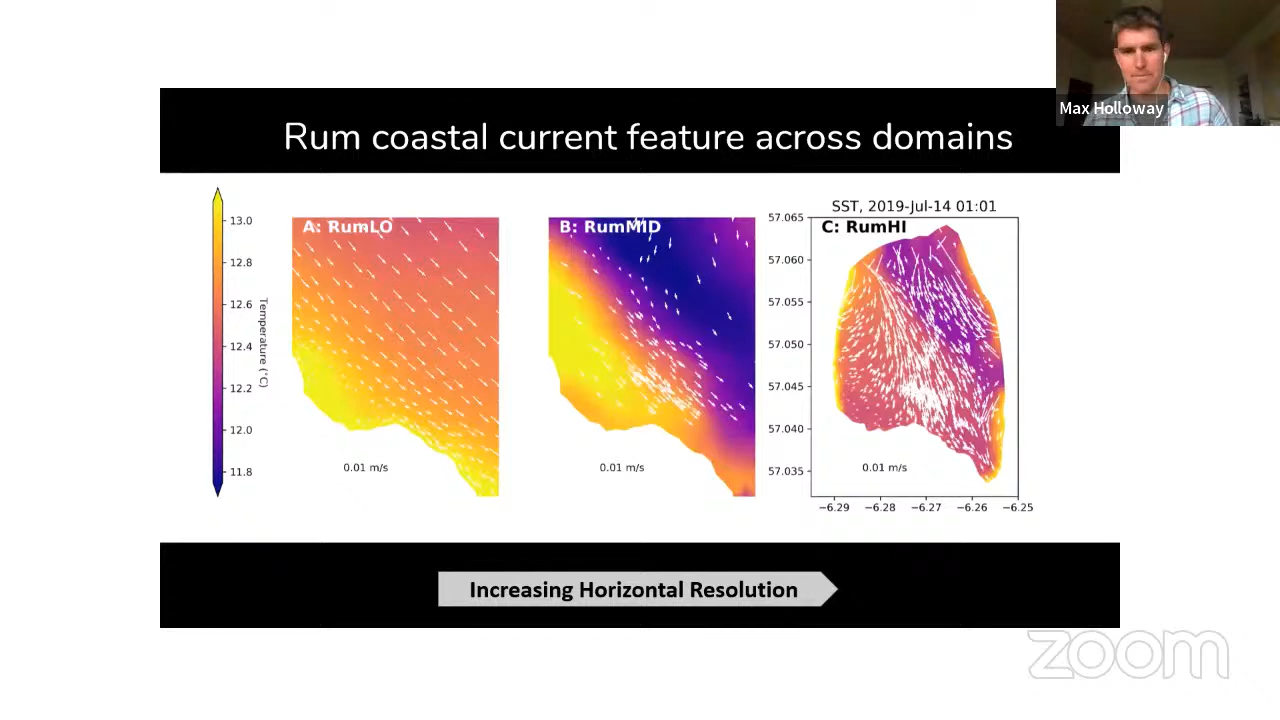 Max Holloway
Rum coastal current feature across domains
13.0
12.8
12.6
12.4
12.2
12.0
11.8
Temperature (°C)
A: RumLO
0.01 m/s
B: RumMID
0.01 m/s
SST, 2019-Jul-14 01:01
C: RumHI
57.065
57.060
57.055
57.050
57.045
57.040
57.035
0.01 m/s
−6.29 −6.28 −6.27 −6.26 −6.25
Increasing Horizontal Resolution
zoom